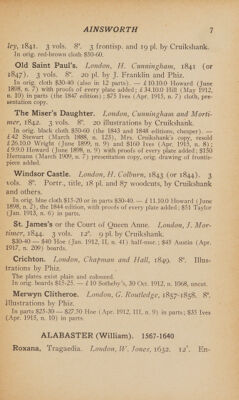 AINSWORTH 7
ley, 1841. 3 vols. 8°. 3 frontisp. and 19 pl. by Cruikshank.
In orig. red-brown cloth $50-60.
Old Saint Paul's. London, H. Cunningham, 1841 (or
1847). 3 vols. 8°. 20 pl. by J. Franklin and Phiz.
In orig. cloth $30-40 (also in 12 parts). — £10.10.0 Howard (June
1898, n. 7) with proofs of every plate added; £34.10.0 Hill (May 1912,
n. 10) in parts (the 1847 edition); $75 Ives (Apr. 1915, n. 7) cloth, pre-
sentation copy.
The Miser's Daughter. London, Cunningham and Morti-
mer, 1842. 3 vols. 8°. 20 illustrations by Cruikshank.
In orig. black cloth $50-60 (the 1843 and 1848 editions, cheaper). —
£42 Stewart (March 1888, n. 125), Mrs. Cruikshank's copy, resold
£26.10.0 Wright (June 1899, n. 9) and $160 Ives (Apr. 1915, n. 8);
£9.9.0 Howard (June 1898, n. 9) with proofs of every plate added; $150
Hermann (March 1909, n. 7) presentation copy, orig. drawing of frontis-
piece added.
Windsor Castle. London, H. Colburn, 1843 (or 1844). 3
vols. 8°. Portr., title, 18 pl. and 87 woodcuts, by Cruikshank
and others.
In orig. blue cloth $15-20 or in parts $30-40. — £11.10.0 Howard (June
1898, n. 2), the 1844 edition, with proofs of every plate added; $51 Taylor
(Jan. 1913, n. 6) in parts.
St. James's or the Court of Queen Anne. London, J. Mor-
timer, 1844. 3 vols. 12°. 9 pl. by Cruikshank.
$30-40 — $40 Hoe (Jan. 1912, II, n. 41) half-mor.; $45 Austin (Apr.
1917, n. 209) boards.
Crichton. London, Chapman and Hall, 1849. 8°. Illus-
trations by Phiz.
The plates exist plain and coloured.
In orig. boards $15-25. — £10 Sotheby's, 30 Oct. 1912, n. 1068, uncut.
Merwyn Clitheroe. London, G. Routledge, 1857-1858. 8°.
Illustrations by Phiz.
In parts $25-30 — $27.50 Hoe (Apr. 1912, III, n. 9) in parts; $35 Ives
(Apr. 1915, n. 10) in parts.
ALABASTER (William). 1567-1640
Roxana, Tragaedia. London, W. Jones, 1632. 12°. En-